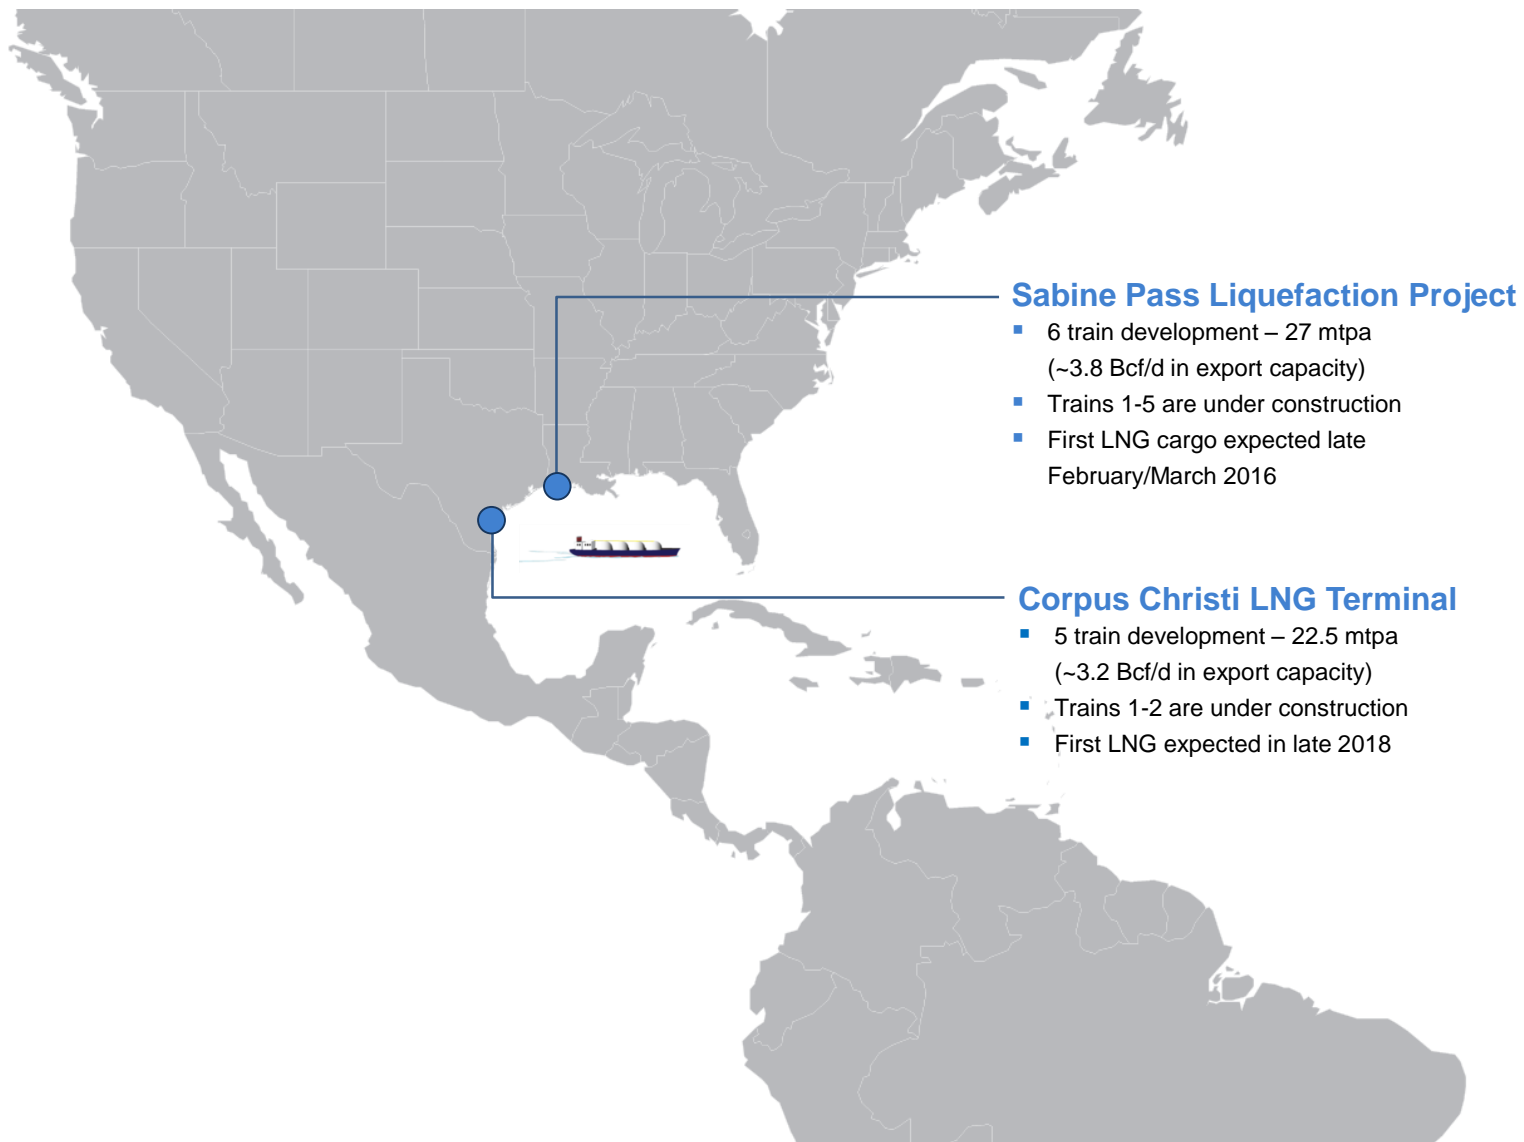 Sabine Pass Liquefaction Project
▪ 6 train development – 27 mtpa
(~3.8 Bcf/d in export capacity)
▪ Trains 1-5 are under construction
▪ First LNG cargo expected late
February/March 2016
Corpus Christi LNG Terminal
▪ 5 train development – 22.5 mtpa
(~3.2 Bcf/d in export capacity)
▪ Trains 1-2 are under construction
▪ First LNG expected in late 2018